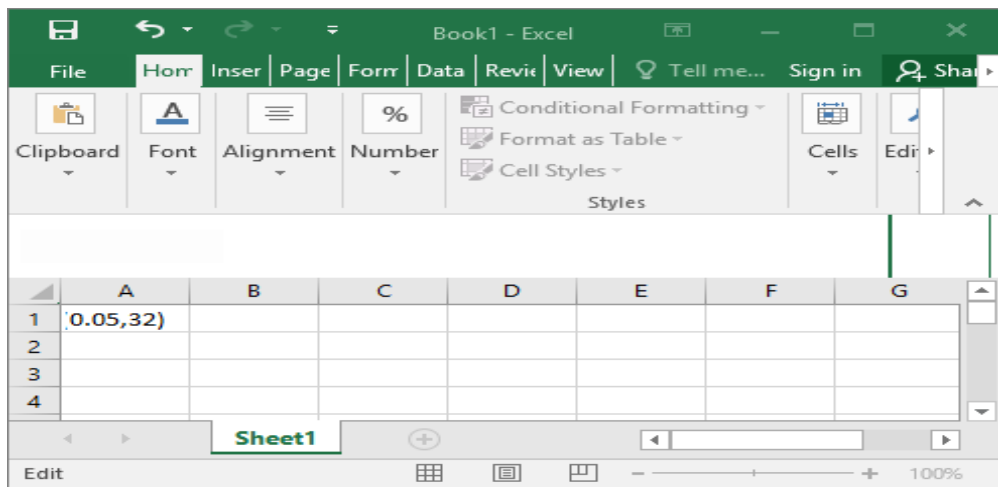 Book1 - Excel
File Hom Inser Page Forr Data Revie View Tell me... Sign in Shar
Conditional Formatting
Format as Table
Cell Styles
Clipboard Font Alignment Number Cells Edi
Styles
A B C D E F G
1 0.05,32)
2
3
4
Sheet1
Edit 100%